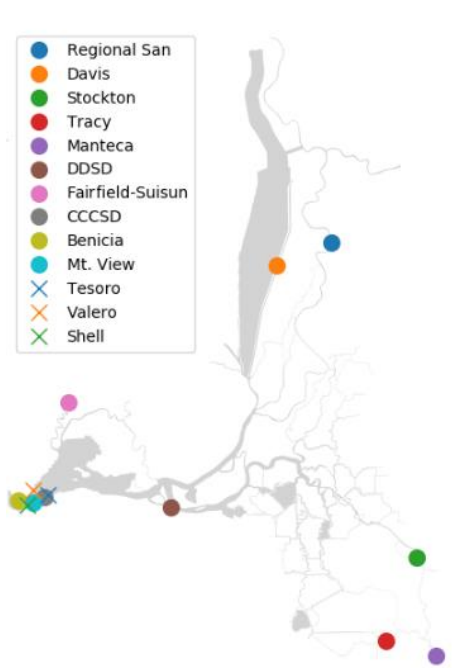 Regional San
Davis
Stockton
Tracy
Manteca
DDSD
Fairfield-Suisun
CCCSD
Benicia
Mt. View
Tesoro
Valero
Shell